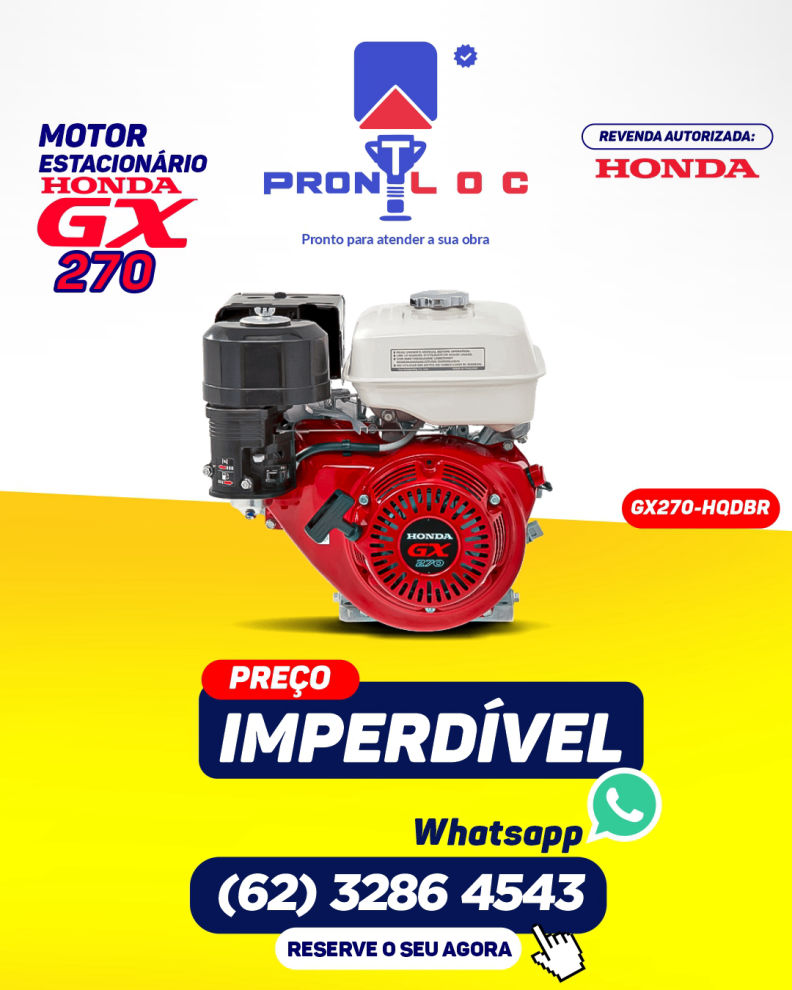 MOTOR
ESTACIONÁRIO
HONDA
GX
270
PRONTLOC
Pronto para atender a sua obra
REVENDA AUTORIZADA:
HONDA
HONDA
GX
270
GX270-HQDBR
PREÇO
IMPERDÍVEL
Whatsapp
(62) 3286 4543
RESERVE O SEU AGORA